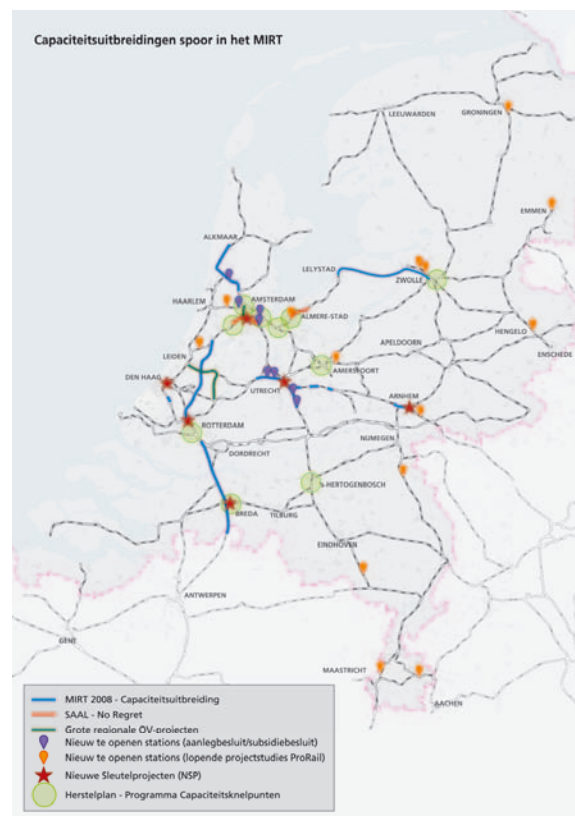 Capaciteitsuitbreidingen spoor in het MIRT
LEEUWARDEN
GRONINGEN
EMMEN
ALKMAAR
LELYSTAD
ZWOLLE
HAARLEM
AMSTERDAM
ALMERE-STAD
HENGELO
LEIDEN
APELDOORN
ENSCHEDE
DEN HAAG
AMERSFOORT
UTRECHT
ARNHEM
ROTTERDAM
NIJMEGEN
DORDRECHT
'S-HERTOGENBOSCH
BREDA
TILBURG
EINDHOVEN
ANTWERPEN
GENT
MAASTRICHT
AACHEN
MIRT 2008 - Capaciteitsuitbreiding
SAAL - No Regret
Grote regionale OV-projecten
Nieuw te openen stations (aanlegbesluit/subsidiebesluit)
Nieuw te openen stations (lopende projectstudies ProRail)
Nieuwe Sleutelprojecten (NSP)
Herstelplan - Programma Capaciteitsknelpunten